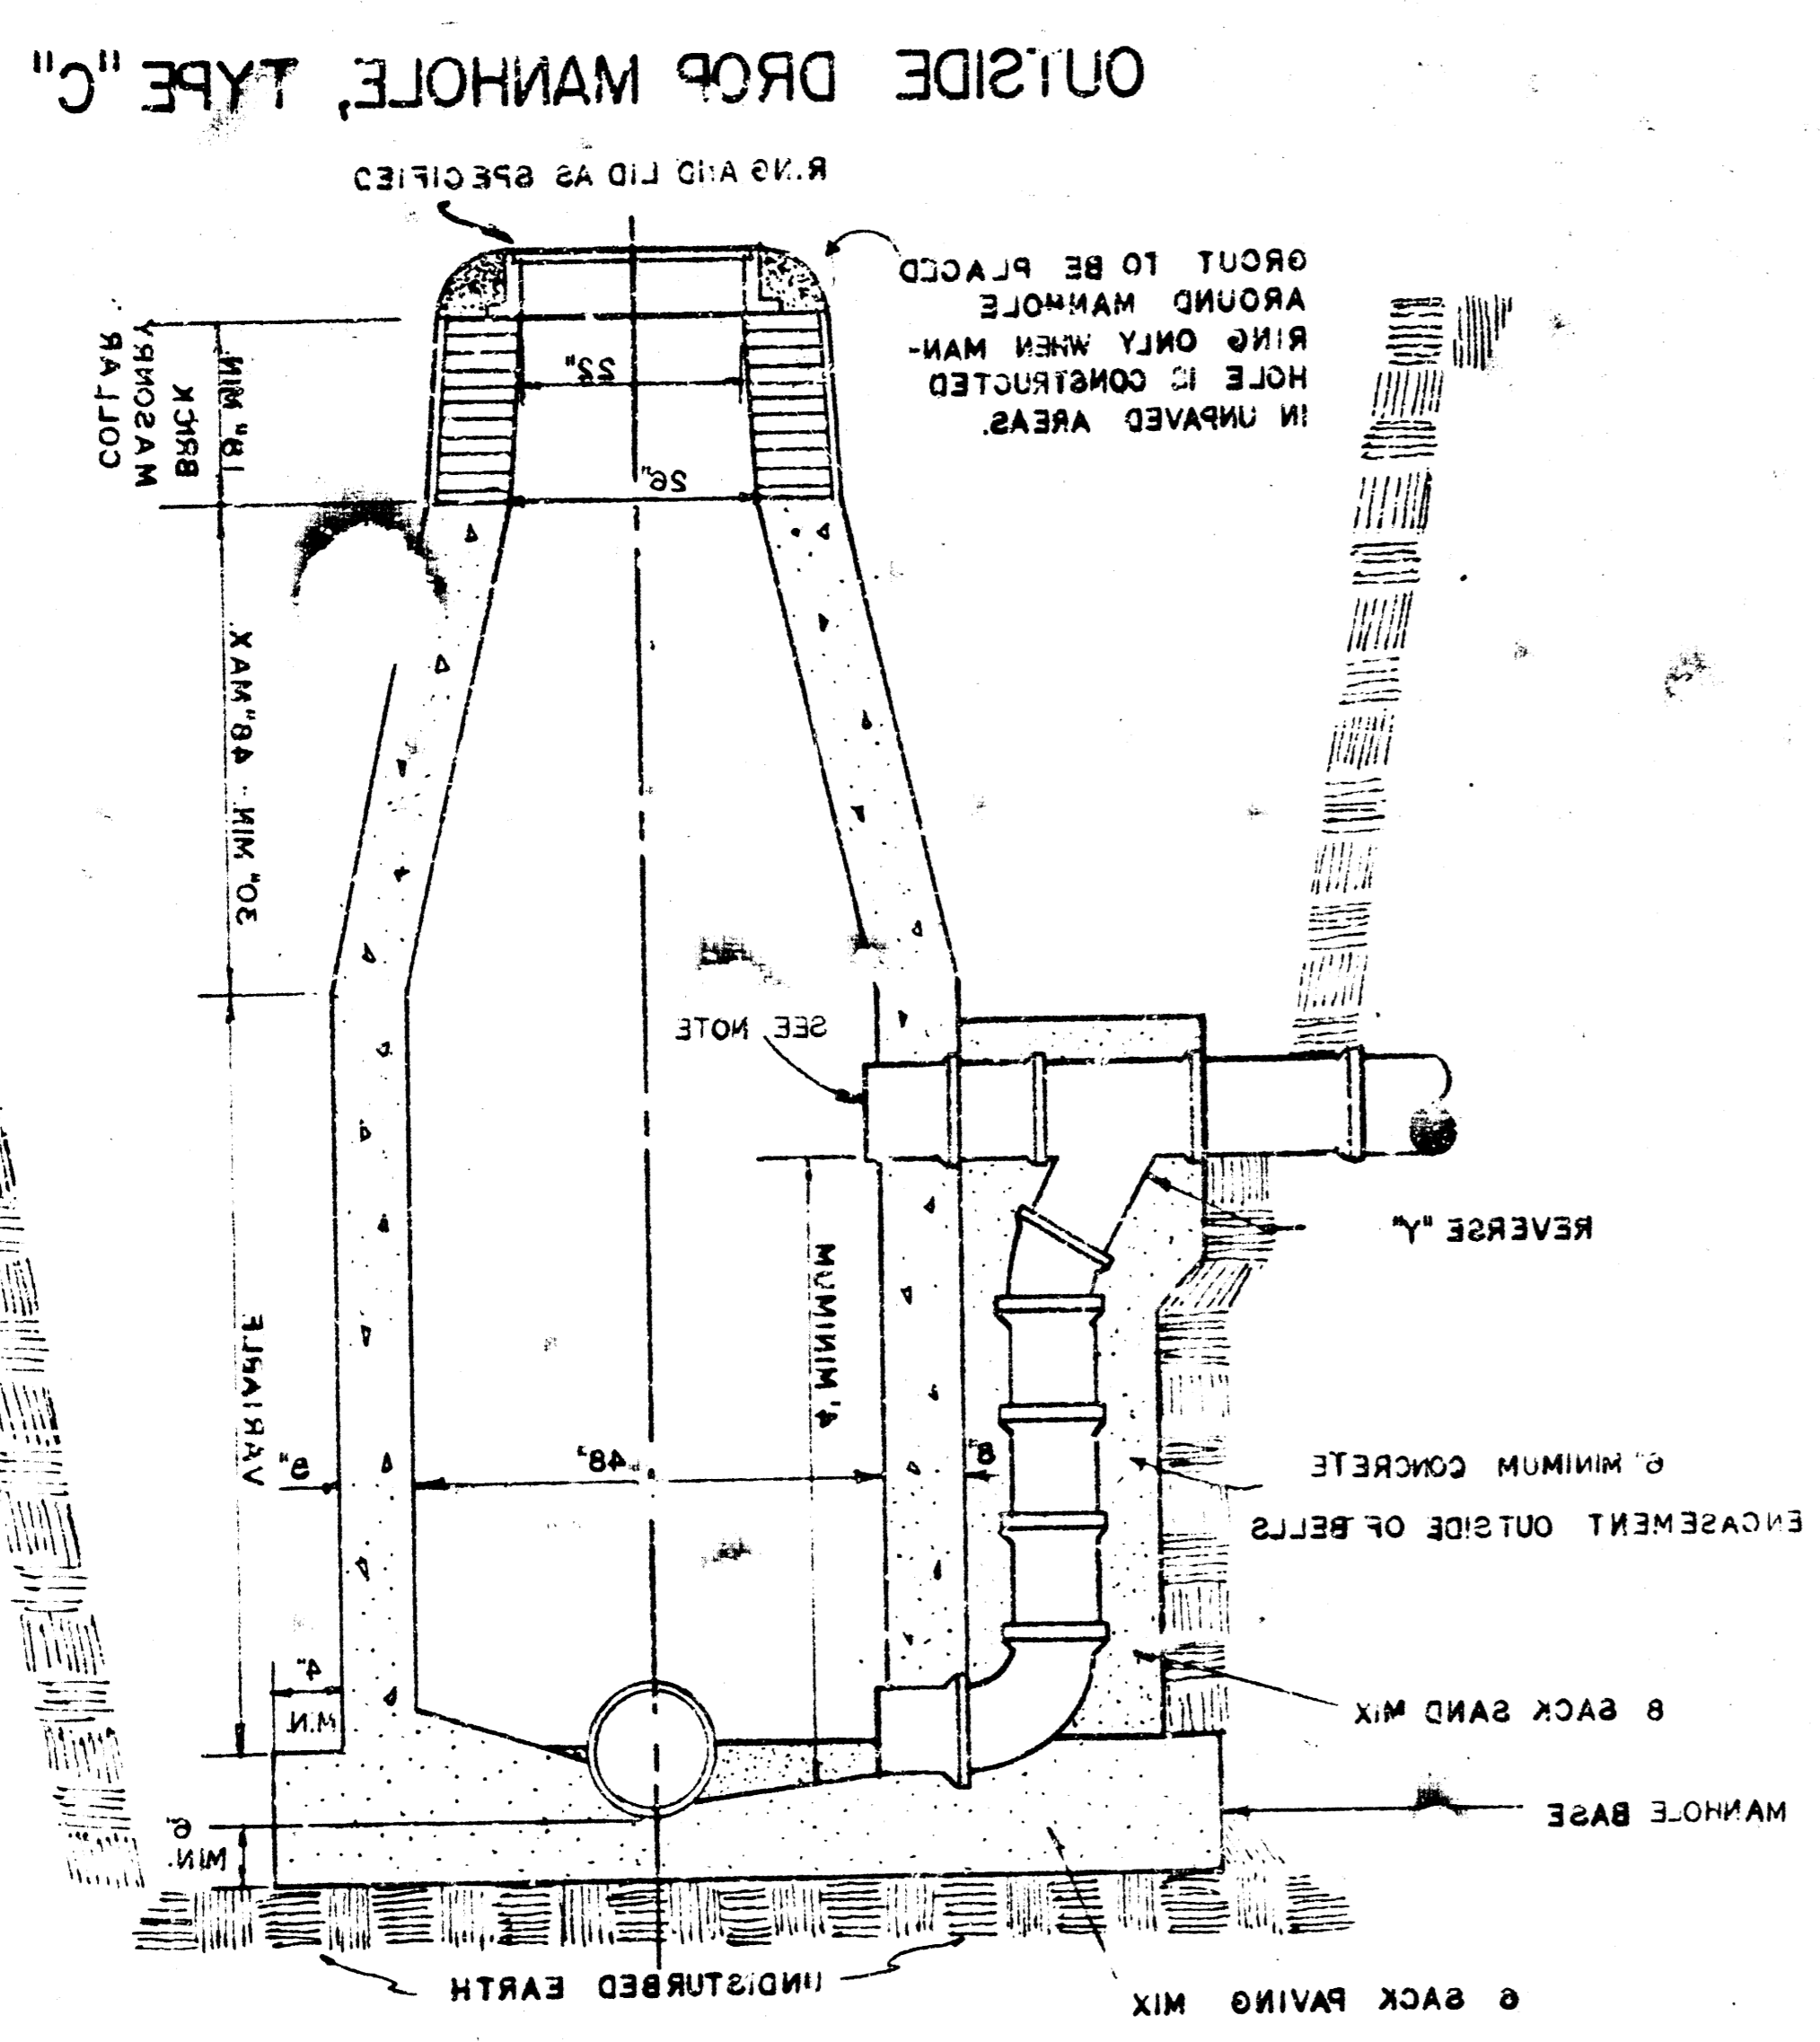 OUTSIDE DROP MANHOLE, TYPE "C"
RING AND LID AS SPECIFIED
GROUT TO BE PLACED
AROUND MANHOLE
RING ONLY WHEN MAN-
HOLE IS CONSTRUCTED
IN UNPAVED AREAS.
BRICK
MASONRY
COLLAR
18" MIN.
22"
26"
30" MIN - 48" MAX.
SEE NOTE
REVERSE "Y"
4' MINIMUM
VARIABLE
8"
48"
8"
6" MINIMUM CONCRETE
ENCASEMENT OUTSIDE OF BELLS
4"
MIN.
8 SACK SAND MIX
MANHOLE BASE
6"
MIN.
UNDISTURBED EARTH
6 SACK PAVING MIX